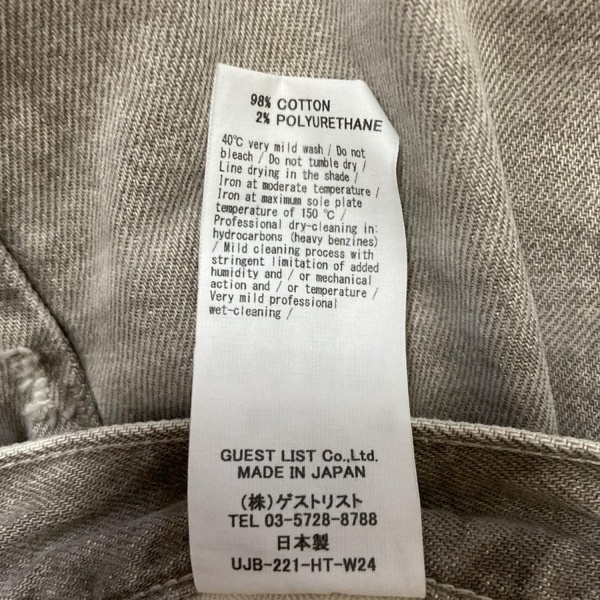 98% COTTON
2% POLYURETHANE
40℃ very mild wash / Do not
bleach / Do not tumble dry /
Line drying in the shade /
Iron at moderate temperature /
Iron at maximum sole plate
temperature of 150 ℃ /
Professional dry-cleaning in:
hydrocarbons (heavy benzines)
/ Mild cleaning process with
stringent limitation of added
humidity and / or mechanical
action and / or temperature /
Very mild professional
wet-cleaning /
GUEST LIST Co.,Ltd.
MADE IN JAPAN
(株)ゲストリスト
TEL 03-5728-8788
日本製
UJB-221-HT-W24